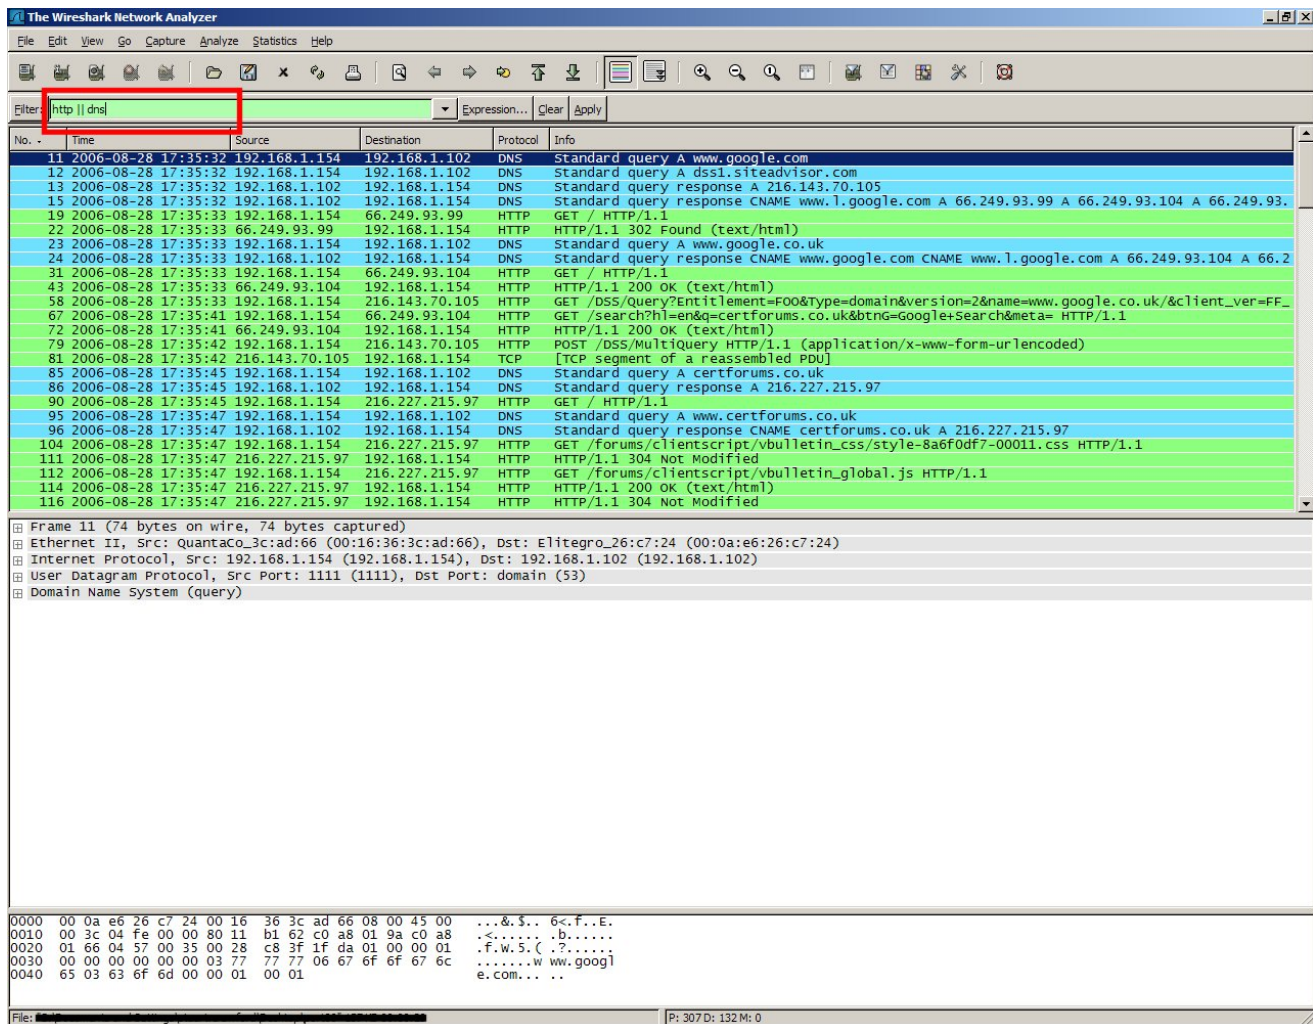 The Wireshark Network Analyzer
File Edit View Go Capture Analyze Statistics Help
Filter: http || dns Expression... Clear Apply
No. Time Source Destination Protocol Info
11 2006-08-28 17:35:32 192.168.1.154 192.168.1.102 DNS Standard query A www.google.com
12 2006-08-28 17:35:32 192.168.1.154 192.168.1.102 DNS Standard query A dss1.siteadvisor.com
13 2006-08-28 17:35:32 192.168.1.102 192.168.1.154 DNS Standard query response A 216.143.70.105
15 2006-08-28 17:35:32 192.168.1.102 192.168.1.154 DNS Standard query response CNAME www.l.google.com A 66.249.93.99 A 66.249.93.104 A 66.249.93.
19 2006-08-28 17:35:33 192.168.1.154 66.249.93.99 HTTP GET / HTTP/1.1
22 2006-08-28 17:35:33 66.249.93.99 192.168.1.154 HTTP HTTP/1.1 302 Found (text/html)
23 2006-08-28 17:35:33 192.168.1.154 192.168.1.102 DNS Standard query A www.google.co.uk
24 2006-08-28 17:35:33 192.168.1.102 192.168.1.154 DNS Standard query response CNAME www.google.com CNAME www.l.google.com A 66.249.93.104 A 66.2
31 2006-08-28 17:35:33 192.168.1.154 66.249.93.104 HTTP GET / HTTP/1.1
43 2006-08-28 17:35:33 66.249.93.104 192.168.1.154 HTTP HTTP/1.1 200 OK (text/html)
58 2006-08-28 17:35:33 192.168.1.154 216.143.70.105 HTTP GET /DSS/Query?Entitlement=FOO&Type=domain&version=2&name=www.google.co.uk/&client_ver=FF_
67 2006-08-28 17:35:41 192.168.1.154 66.249.93.104 HTTP GET /search?hl=en&q=certforums.co.uk&btnG=Google+Search&meta= HTTP/1.1
72 2006-08-28 17:35:41 66.249.93.104 192.168.1.154 HTTP HTTP/1.1 200 OK (text/html)
79 2006-08-28 17:35:42 192.168.1.154 216.143.70.105 HTTP POST /DSS/MultiQuery HTTP/1.1 (application/x-www-form-urlencoded)
81 2006-08-28 17:35:42 216.143.70.105 192.168.1.154 TCP [TCP segment of a reassembled PDU]
85 2006-08-28 17:35:45 192.168.1.154 192.168.1.102 DNS Standard query A certforums.co.uk
86 2006-08-28 17:35:45 192.168.1.102 192.168.1.154 DNS Standard query response A 216.227.215.97
90 2006-08-28 17:35:45 192.168.1.154 216.227.215.97 HTTP GET / HTTP/1.1
95 2006-08-28 17:35:47 192.168.1.154 192.168.1.102 DNS Standard query A www.certforums.co.uk
96 2006-08-28 17:35:47 192.168.1.102 192.168.1.154 DNS Standard query response CNAME certforums.co.uk A 216.227.215.97
104 2006-08-28 17:35:47 192.168.1.154 216.227.215.97 HTTP GET /forums/clientscript/vbulletin_css/style-8a6f0df7-00011.css HTTP/1.1
111 2006-08-28 17:35:47 216.227.215.97 192.168.1.154 HTTP HTTP/1.1 304 Not Modified
112 2006-08-28 17:35:47 192.168.1.154 216.227.215.97 HTTP GET /forums/clientscript/vbulletin_global.js HTTP/1.1
114 2006-08-28 17:35:47 216.227.215.97 192.168.1.154 HTTP HTTP/1.1 200 OK (text/html)
116 2006-08-28 17:35:47 216.227.215.97 192.168.1.154 HTTP HTTP/1.1 304 Not Modified
Frame 11 (74 bytes on wire, 74 bytes captured)
Ethernet II, Src: QuantaCo_3c:ad:66 (00:16:36:3c:ad:66), Dst: Elitegro_26:c7:24 (00:0a:e6:26:c7:24)
Internet Protocol, Src: 192.168.1.154 (192.168.1.154), Dst: 192.168.1.102 (192.168.1.102)
User Datagram Protocol, Src Port: 1111 (1111), Dst Port: domain (53)
Domain Name System (query)
0000 00 0a e6 26 c7 24 00 16 36 3c ad 66 08 00 45 00 ...&.$.. 6<.f..E.
0010 00 3c 04 fe 00 00 80 11 b1 62 c0 a8 01 9a c0 a8 .<...... .b......
0020 01 66 04 57 00 35 00 28 c8 3f 1f da 01 00 00 01 .f.W.5.( .?......
0030 00 00 00 00 00 00 03 77 77 77 06 67 6f 6f 67 6c .......w ww.googl
0040 65 03 63 6f 6d 00 00 01 00 01 e.com... ..
File:
P: 307 D: 132 M: 0